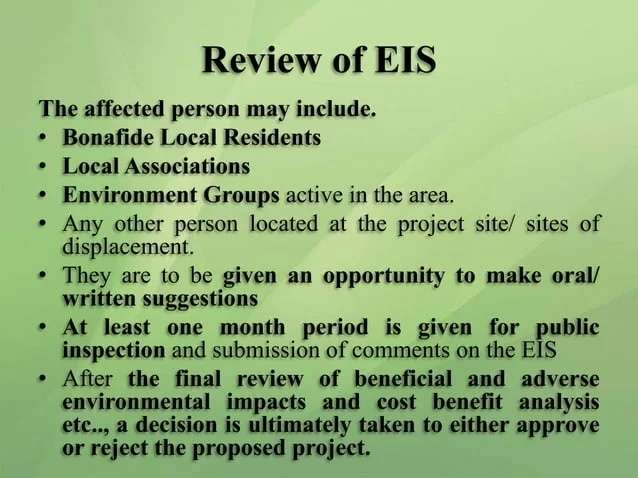 Review of EIS
The affected person may include.
• Bonafide Local Residents
• Local Associations
• Environment Groups active in the area.
• Any other person located at the project site/ sites of
displacement.
• They are to be given an opportunity to make oral/
written suggestions
• At least one month period is given for public
inspection and submission of comments on the EIS
• After the final review of beneficial and adverse
environmental impacts and cost benefit analysis
etc.., a decision is ultimately taken to either approve
or reject the proposed project.